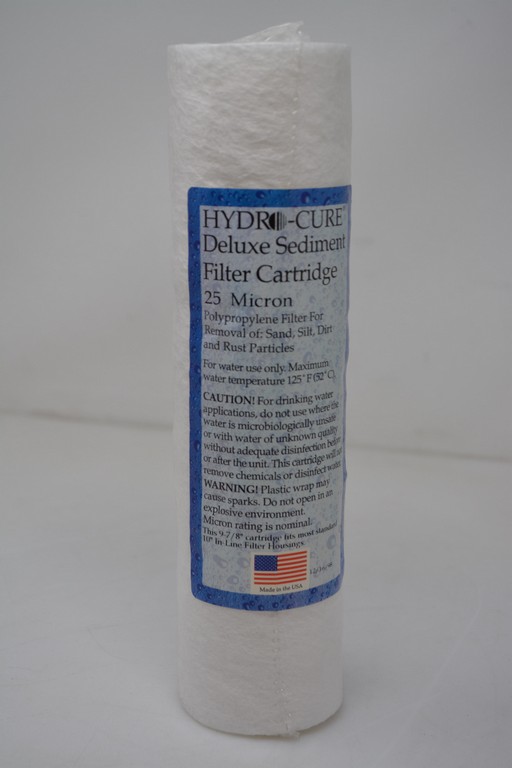 HYDRO-CURE™
Deluxe Sediment
Filter Cartridge
25 Micron
Polypropylene Filter For
Removal of: Sand, Silt, Dirt
and Rust Particles
For water use only. Maximum
water temperature 125°F (52°C)
CAUTION! For drinking water
applications, do not use where the
water is microbiologically unsafe
or with water of unknown quality
without adequate disinfection before
or after the unit. This cartridge will not
remove chemicals or disinfect water.
WARNING! Plastic wrap may
cause sparks. Do not open in an
explosive environment.
Micron rating is nominal.
This 9-7/8" cartridge fits most standard
10" In-Line Filter Housings.
Made in the USA